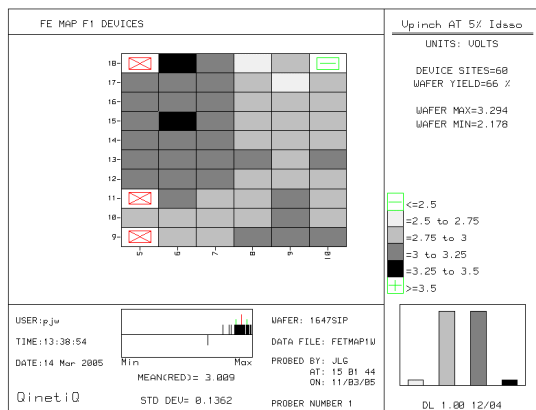 FE MAP F1 DEVICES
Vpinch AT 5% Idsso
UNITS: VOLTS
DEVICE SITES=60
WAFER YIELD=66 %
WAFER MAX=3.294
WAFER MIN=2.178
18
17
16
15
14
13
12
11
10
9
5 6 7 8 9 10
<=2.5
=2.5 to 2.75
=2.75 to 3
=3 to 3.25
=3.25 to 3.5
>=3.5
USER:pjw
TIME:13:38:54
DATE:14 Mar 2005
QinetiQ
Min Max
MEAN(RED)= 3.009
STD DEV= 0.1362
WAFER: 1647SIP
DATA FILE: FETMAP1W
PROBED BY: JLG
AT: 15 01 44
ON: 11/03/05
PROBER NUMBER 1
DL 1.00 12/04